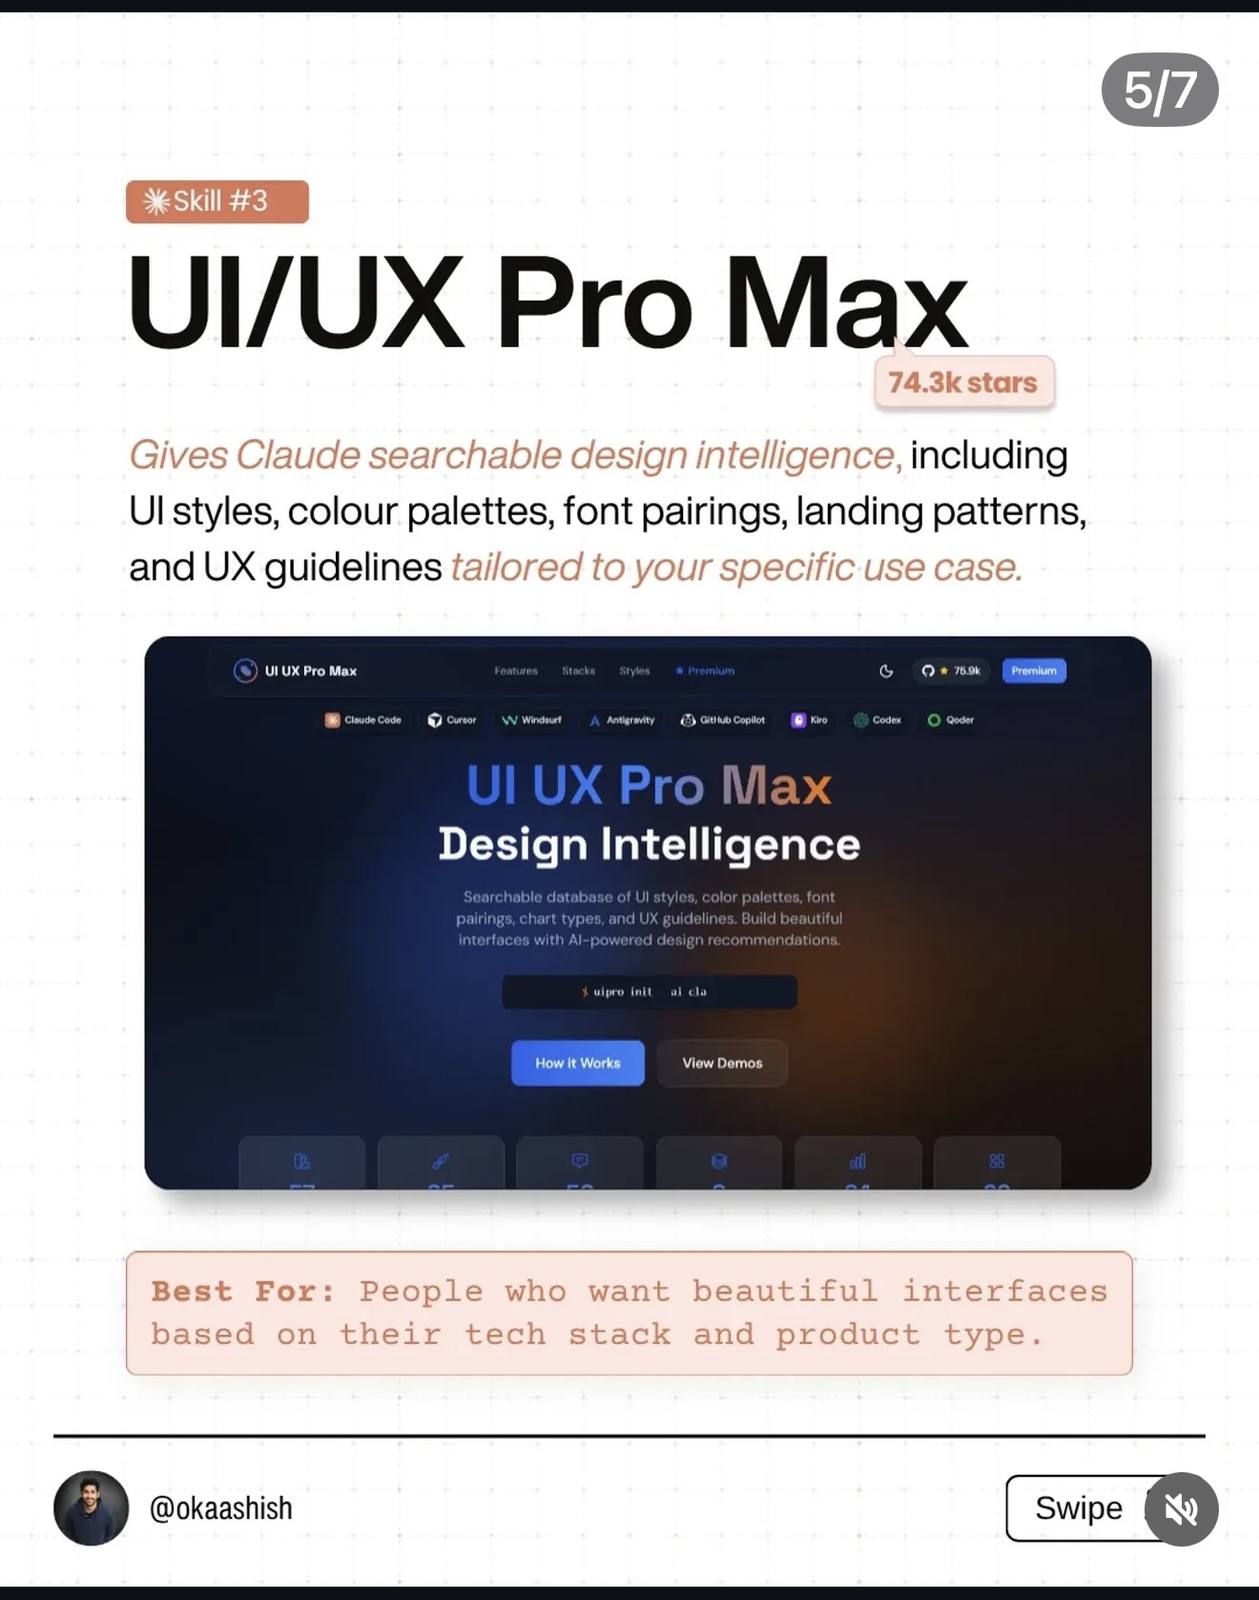 5/7
Skill #3
UI/UX Pro Max
74.3k stars
Gives Claude searchable design intelligence, including
UI styles, colour palettes, font pairings, landing patterns,
and UX guidelines tailored to your specific use case.
UI UX Pro Max Features Stacks Styles Premium 75.9k Premium
Claude Code Cursor Windsurf Antigravity GitHub Copilot Kiro Codex Qoder
UI UX Pro Max
Design Intelligence
Searchable database of UI styles, color palettes, font
pairings, chart types, and UX guidelines. Build beautiful
interfaces with AI-powered design recommendations.
$ uipro init ai cla
How it Works View Demos
Best For: People who want beautiful interfaces
based on their tech stack and product type.
@okaashish Swipe